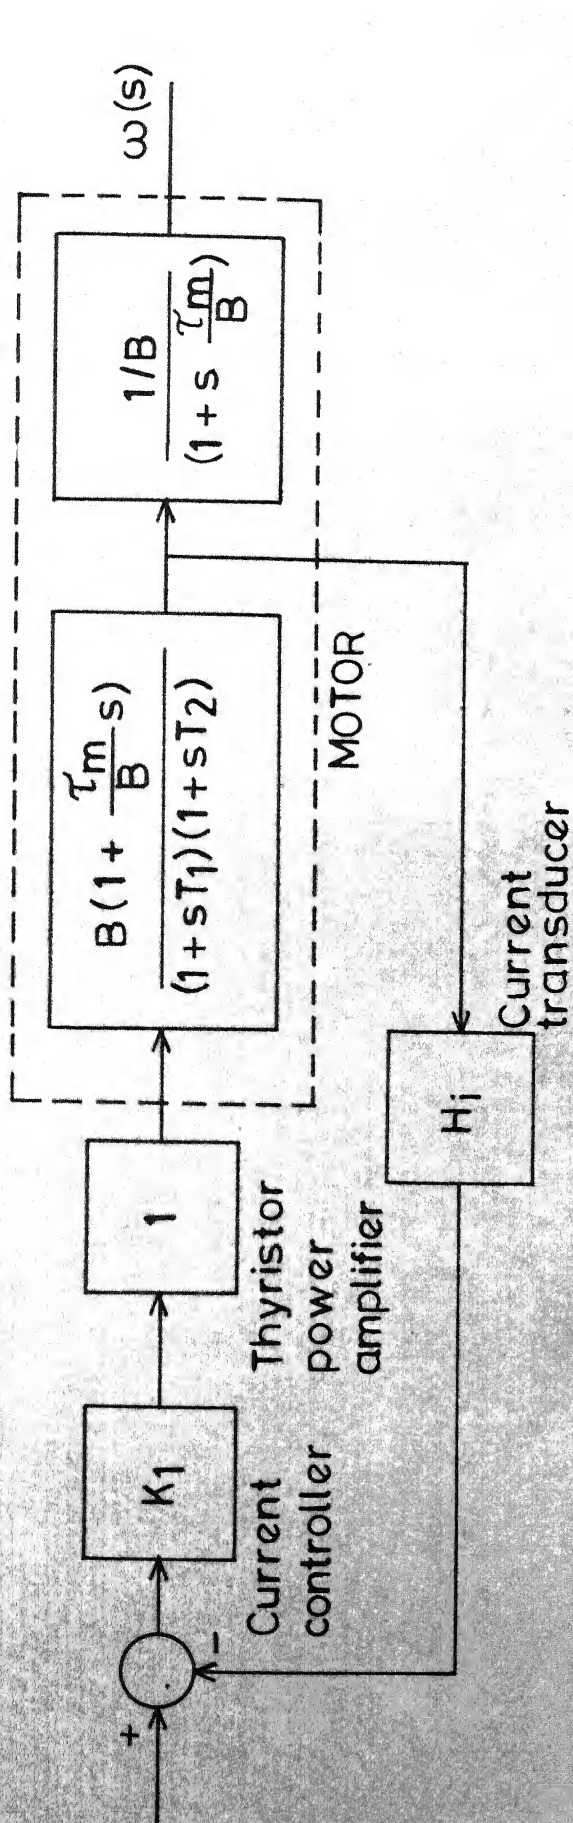 +
-
K1
Current
controller
1
Thyristor
power
amplifier
B(1+ τm/B s)
(1+sT1)(1+sT2)
MOTOR
1/B
(1+s τm/B)
ω(s)
Hi
Current
transducer